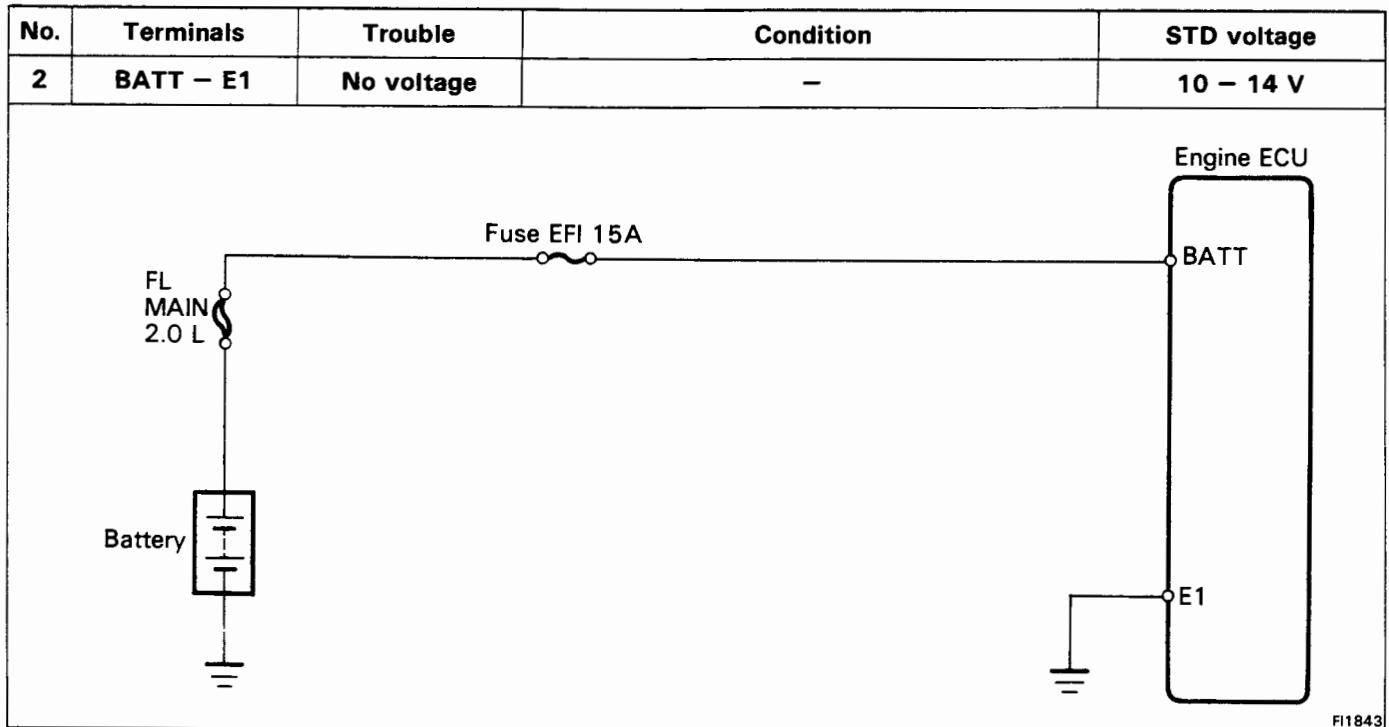 No. Terminals Trouble Condition STD voltage
2 BATT — E1 No voltage — 10 — 14 V
Engine ECU
Fuse EFI 15A
BATT
FL
MAIN
2.0 L
Battery
E1
FI1843